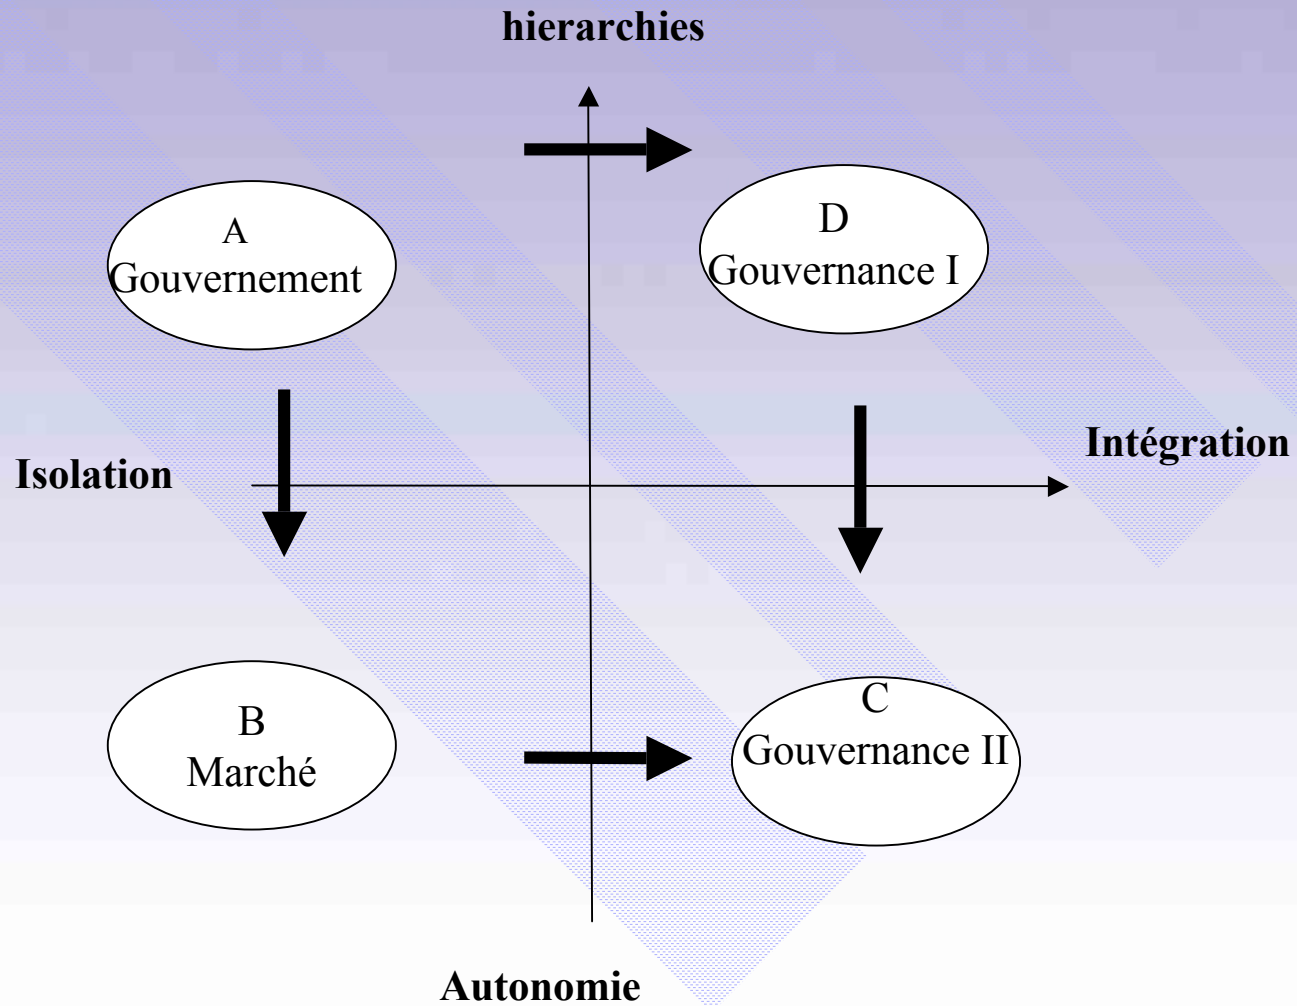 hierarchies
A
Gouvernement
D
Gouvernance I
Isolation
Intégration
B
Marché
C
Gouvernance II
Autonomie